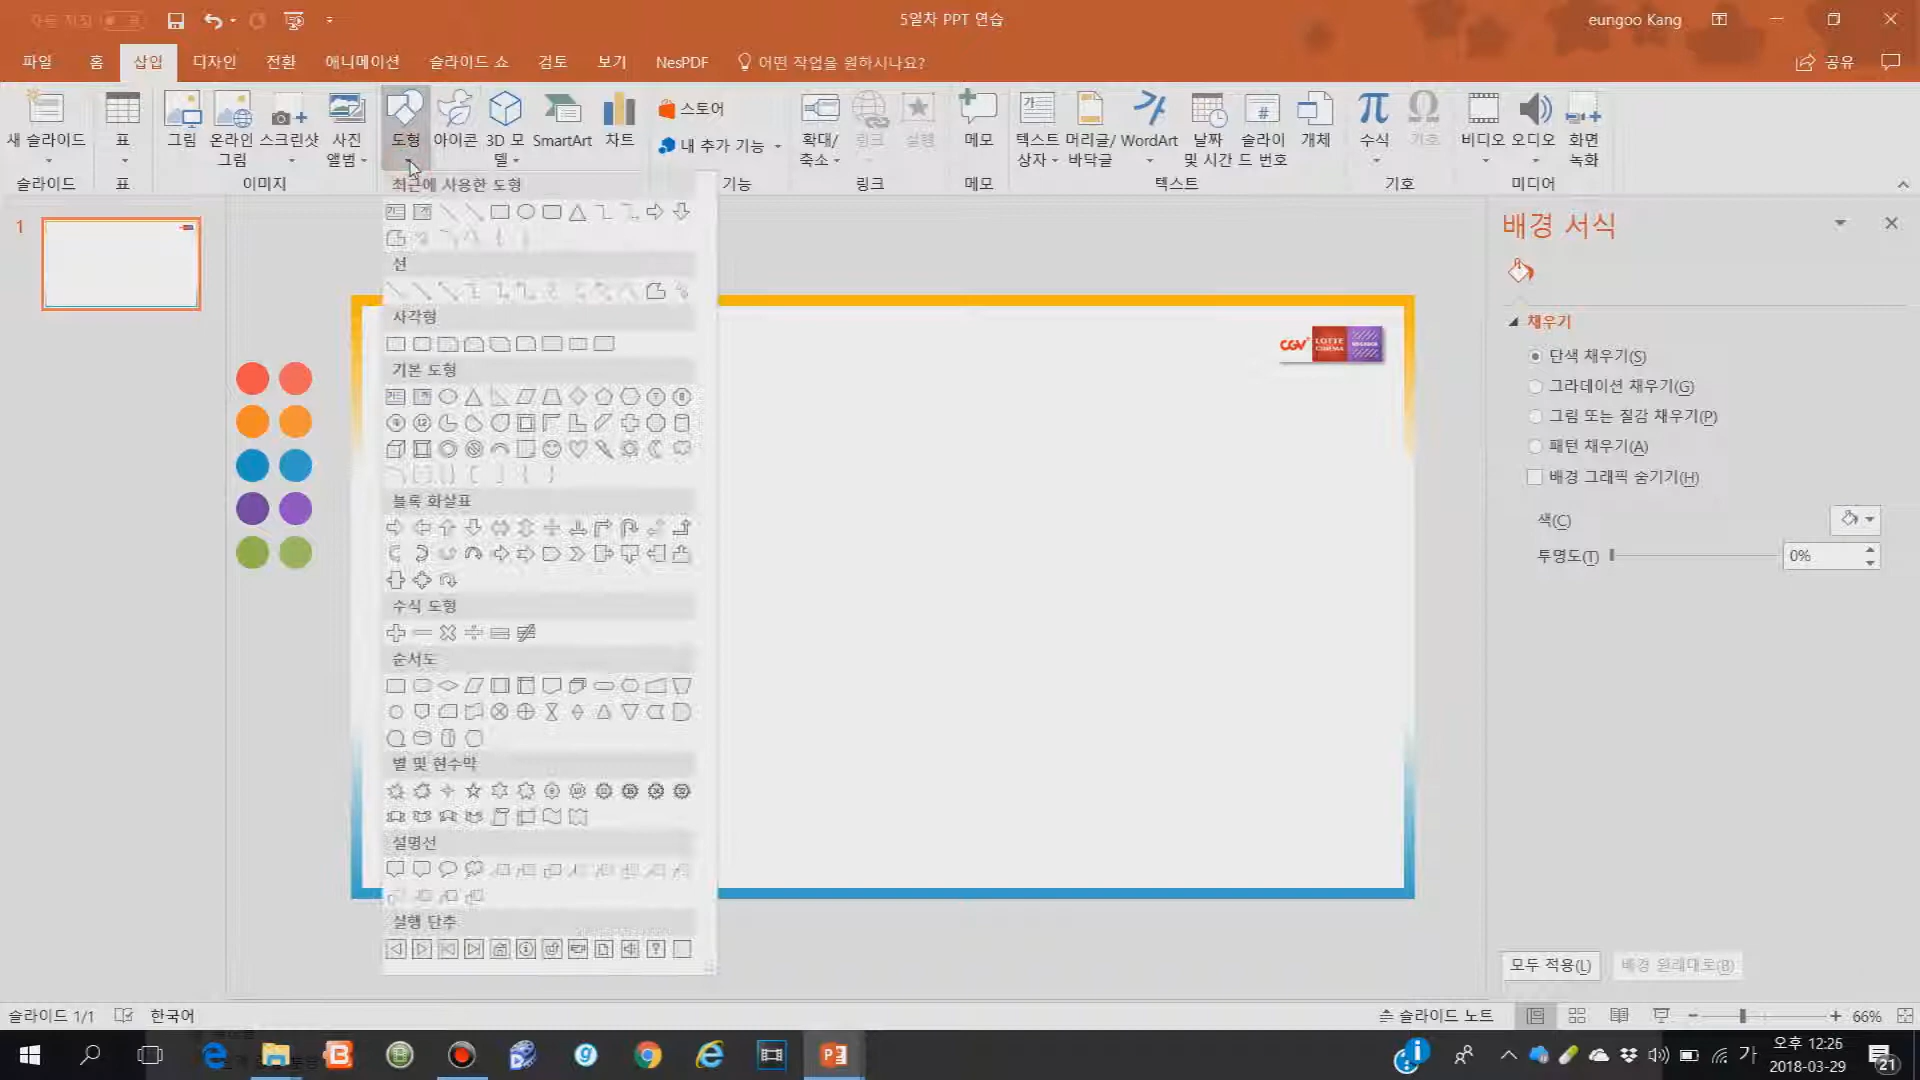 자동 저장
5일차 PPT 연습
eungoo Kang
파일 홈 삽입 디자인 전환 애니메이션 슬라이드 쇼 검토 보기 NesPDF 어떤 작업을 원하시나요? 공유
새 슬라이드 표 그림 온라인 그림 스크린샷 사진 앨범 도형 아이콘 3D 모델 SmartArt 차트
스토어
내 추가 기능
확대/축소 링크 실행 메모 텍스트 상자 머리글/바닥글 WordArt 날짜 및 시간 슬라이드 번호 개체 수식 기호 비디오 오디오 화면 녹화
슬라이드 표 이미지 기능 링크 메모 텍스트 기호 미디어
최근에 사용한 도형
선
사각형
기본 도형
블록 화살표
수식 도형
순서도
별 및 현수막
설명선
실행 단추
1
CGV
LOTTE
CINEMA
배경 서식
채우기
단색 채우기(S)
그라데이션 채우기(G)
그림 또는 질감 채우기(P)
패턴 채우기(A)
배경 그래픽 숨기기(H)
색(C)
투명도(T) 0%
모두 적용(L) 배경 원래대로(B)
슬라이드 1/1 한국어 슬라이드 노트 66%
가 오후 12:26
2018-03-29
21